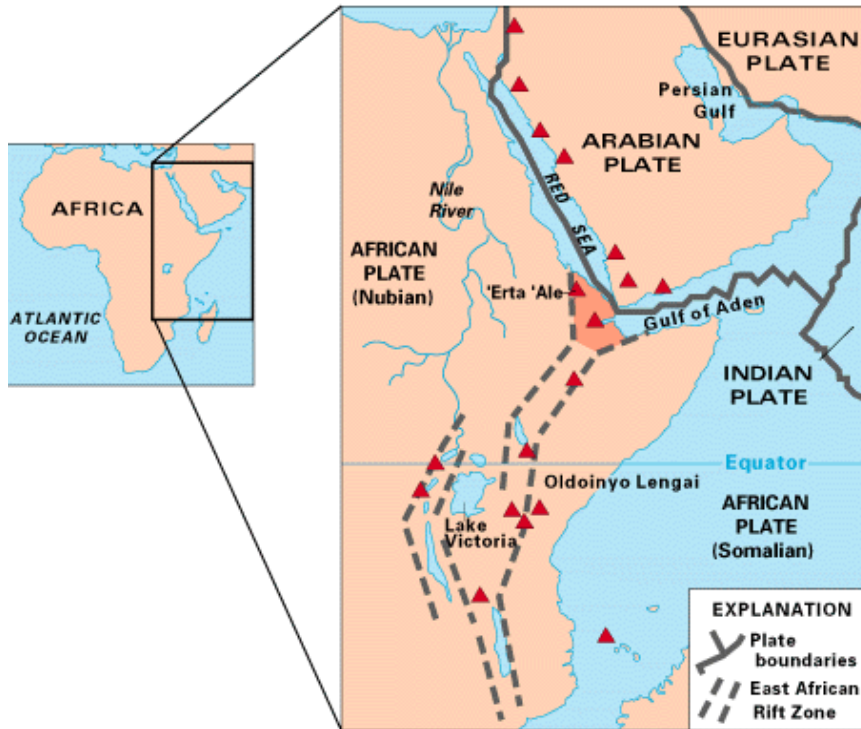 AFRICA
ATLANTIC
OCEAN
EURASIAN
PLATE
Persian
Gulf
ARABIAN
PLATE
RED
SEA
Nile
River
AFRICAN
PLATE
(Nubian)
'Erta 'Ale
Gulf of Aden
INDIAN
PLATE
Equator
Oldoinyo Lengai
Lake
Victoria
AFRICAN
PLATE
(Somalian)
EXPLANATION
Plate
boundaries
East African
Rift Zone